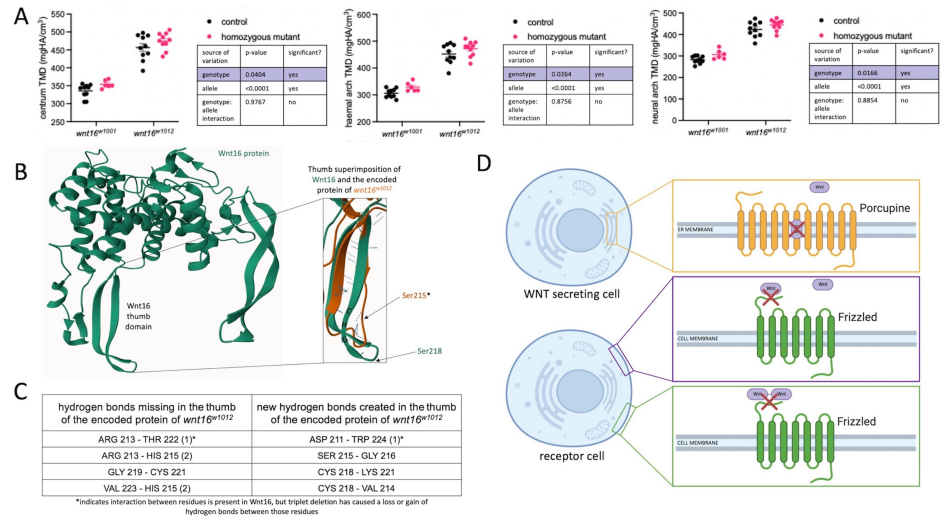 A
control
homozygous mutant
centrum TMD (mgHA/cm³)
700
600
500
400
300
250
wnt16ʷ¹⁰⁰¹
wnt16ʷ¹⁰¹²
source of variation p-value significant?
genotype 0.0404 yes
allele <0.0001 yes
genotype: allele interaction 0.9767 no
control
homozygous mutant
haemal arch TMD (mgHA/cm³)
600
500
400
300
200
wnt16ʷ¹⁰⁰¹
wnt16ʷ¹⁰¹²
source of variation p-value significant?
genotype 0.0264 yes
allele <0.0001 yes
genotype: allele interaction 0.8756 no
control
homozygous mutant
neural arch TMD (mgHA/cm³)
500
400
300
200
100
0
wnt16ʷ¹⁰⁰¹
wnt16ʷ¹⁰¹²
source of variation p-value significant?
genotype 0.0166 yes
allele <0.0001 yes
genotype: allele interaction 0.8854 no
B
Wnt16 protein
Wnt16
thumb
domain
Thumb superimposition of
Wnt16 and the encoded
protein of wnt16ʷ¹⁰¹²
Ser215*
Ser218
C
hydrogen bonds missing in the thumb of the encoded protein of wnt16ʷ¹⁰¹² new hydrogen bonds created in the thumb of the encoded protein of wnt16ʷ¹⁰¹²
ARG 213 - THR 222 (1)* ASP 211 - TRP 224 (1)*
ARG 213 - HIS 215 (2) SER 215 - GLY 216
GLY 219 - CYS 221 CYS 218 - LYS 221
VAL 223 - HIS 215 (2) CYS 218 - VAL 214
*indicates interaction between residues is present in Wnt16, but triplet deletion has caused a loss or gain of
hydrogen bonds between those residues
D
WNT secreting cell
receptor cell
Wnt
Porcupine
ER MEMBRANE
Wnt
Wnt
Frizzled
CELL MEMBRANE
Wnt
Wnt
Frizzled
CELL MEMBRANE